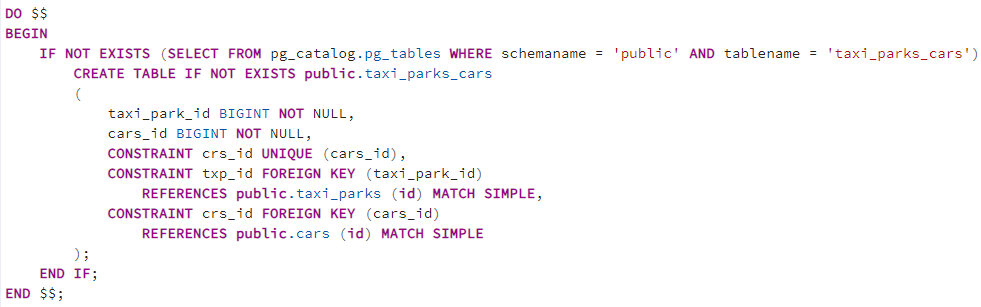 DO $$
BEGIN
    IF NOT EXISTS (SELECT FROM pg_catalog.pg_tables WHERE schemaname = 'public' AND tablename = 'taxi_parks_cars')
        CREATE TABLE IF NOT EXISTS public.taxi_parks_cars
        (
            taxi_park_id BIGINT NOT NULL,
            cars_id BIGINT NOT NULL,
            CONSTRAINT crs_id UNIQUE (cars_id),
            CONSTRAINT txp_id FOREIGN KEY (taxi_park_id)
                REFERENCES public.taxi_parks (id) MATCH SIMPLE,
            CONSTRAINT crs_id FOREIGN KEY (cars_id)
                REFERENCES public.cars (id) MATCH SIMPLE
        );
    END IF;
END $$;